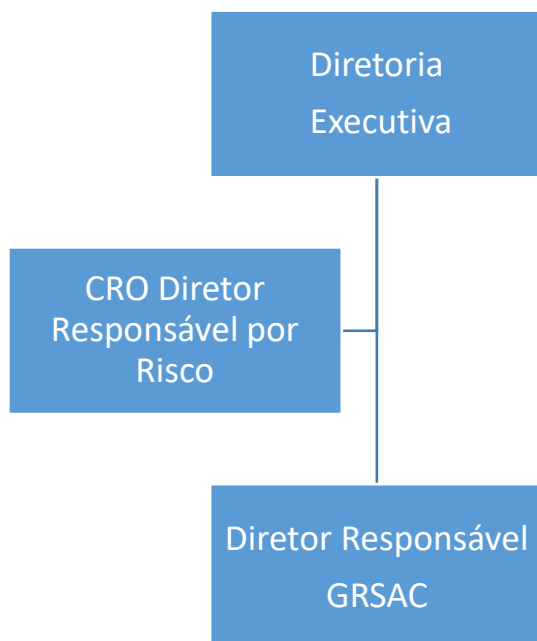 Diretoria
Executiva
CRO Diretor
Responsável por
Risco
Diretor Responsável
GRSAC